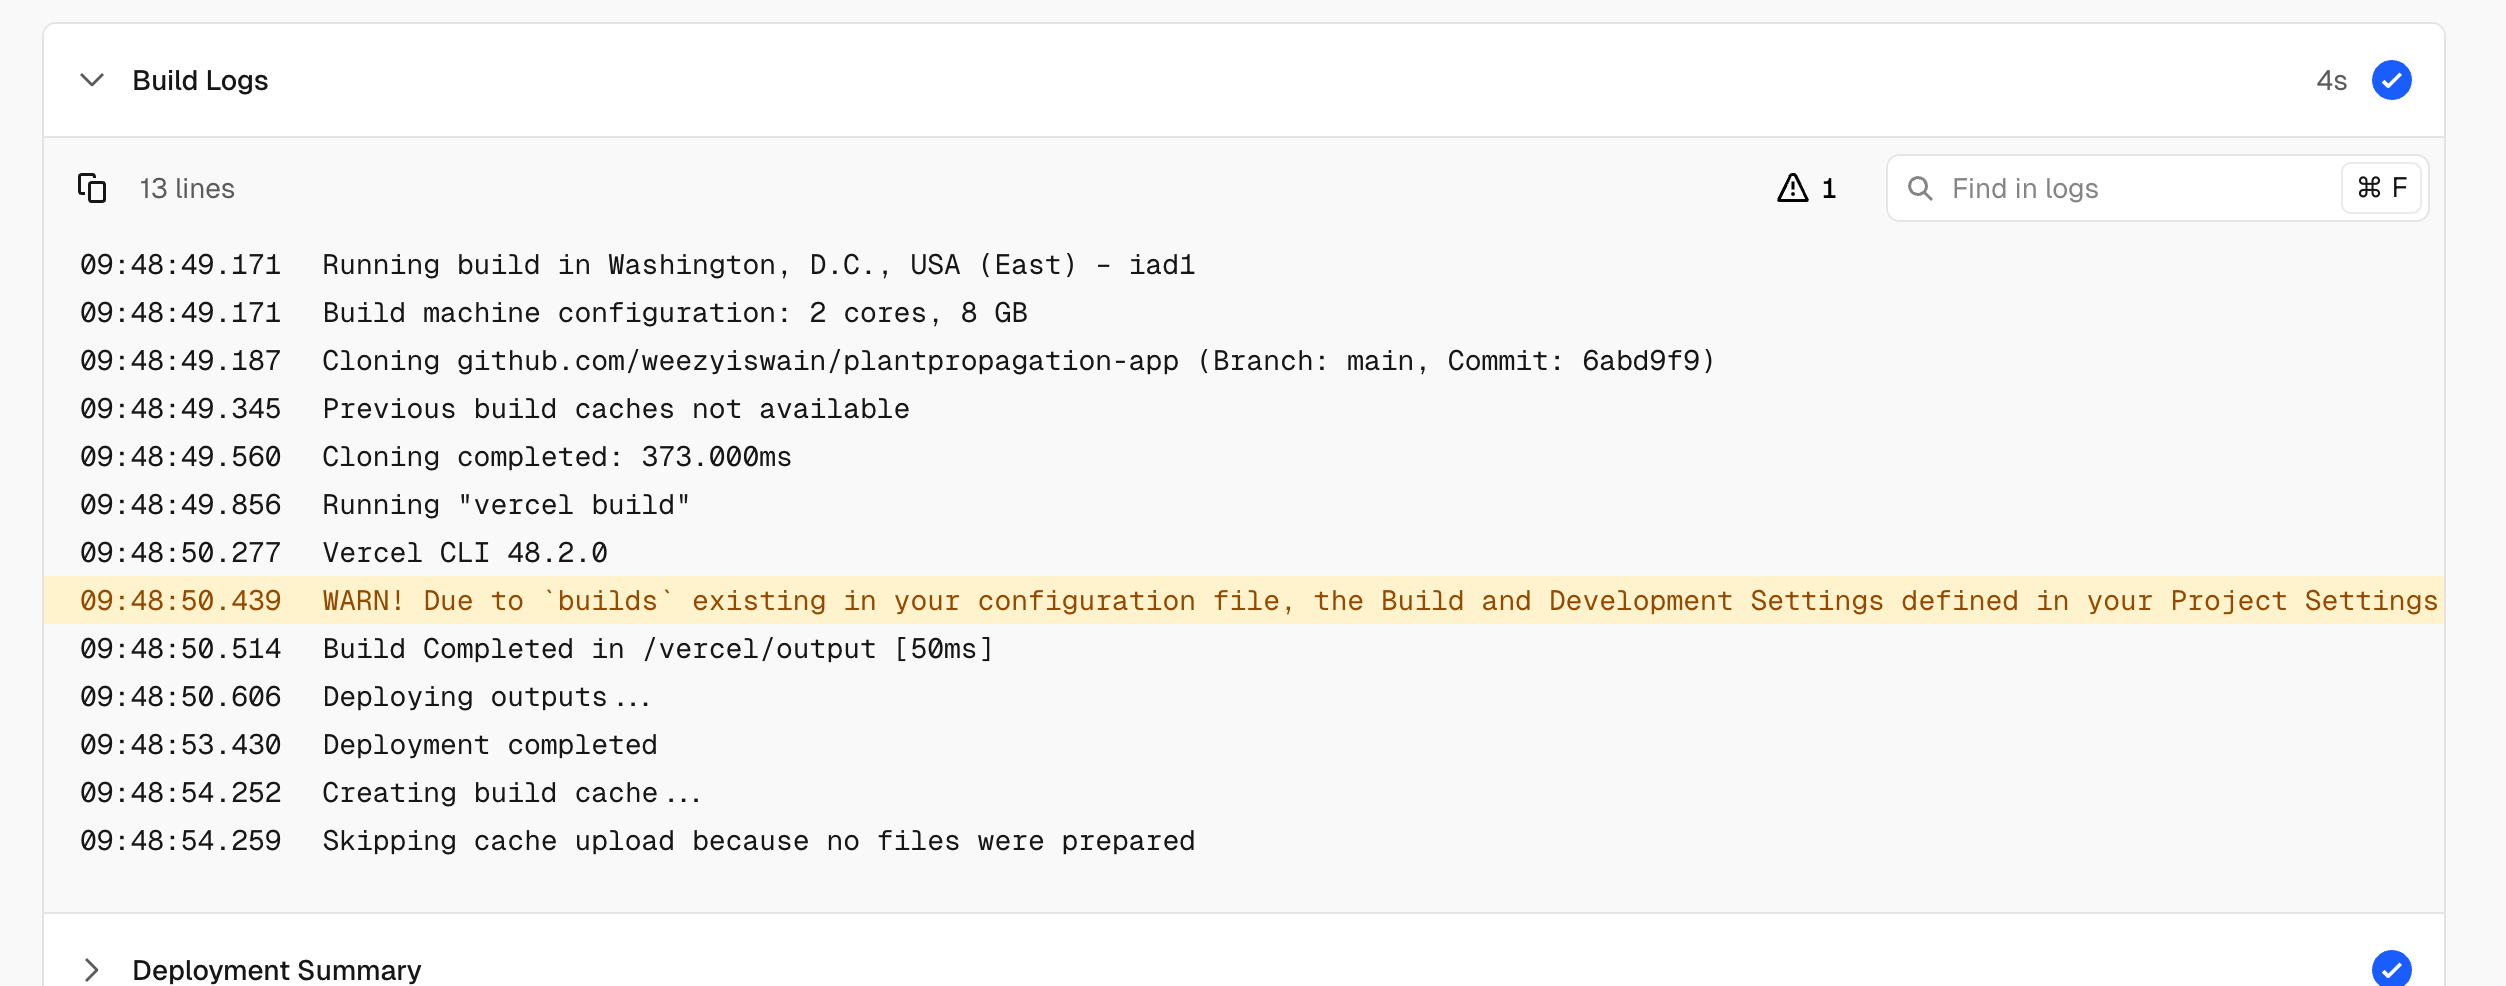 Build Logs 4s
13 lines 1 Find in logs ⌘ F
09:48:49.171 Running build in Washington, D.C., USA (East) – iad1
09:48:49.171 Build machine configuration: 2 cores, 8 GB
09:48:49.187 Cloning github.com/weezyiswain/plantpropagation-app (Branch: main, Commit: 6abd9f9)
09:48:49.345 Previous build caches not available
09:48:49.560 Cloning completed: 373.000ms
09:48:49.856 Running "vercel build"
09:48:50.277 Vercel CLI 48.2.0
09:48:50.439 WARN! Due to `builds` existing in your configuration file, the Build and Development Settings defined in your Project Settings
09:48:50.514 Build Completed in /vercel/output [50ms]
09:48:50.606 Deploying outputs...
09:48:53.430 Deployment completed
09:48:54.252 Creating build cache...
09:48:54.259 Skipping cache upload because no files were prepared
Deployment Summary